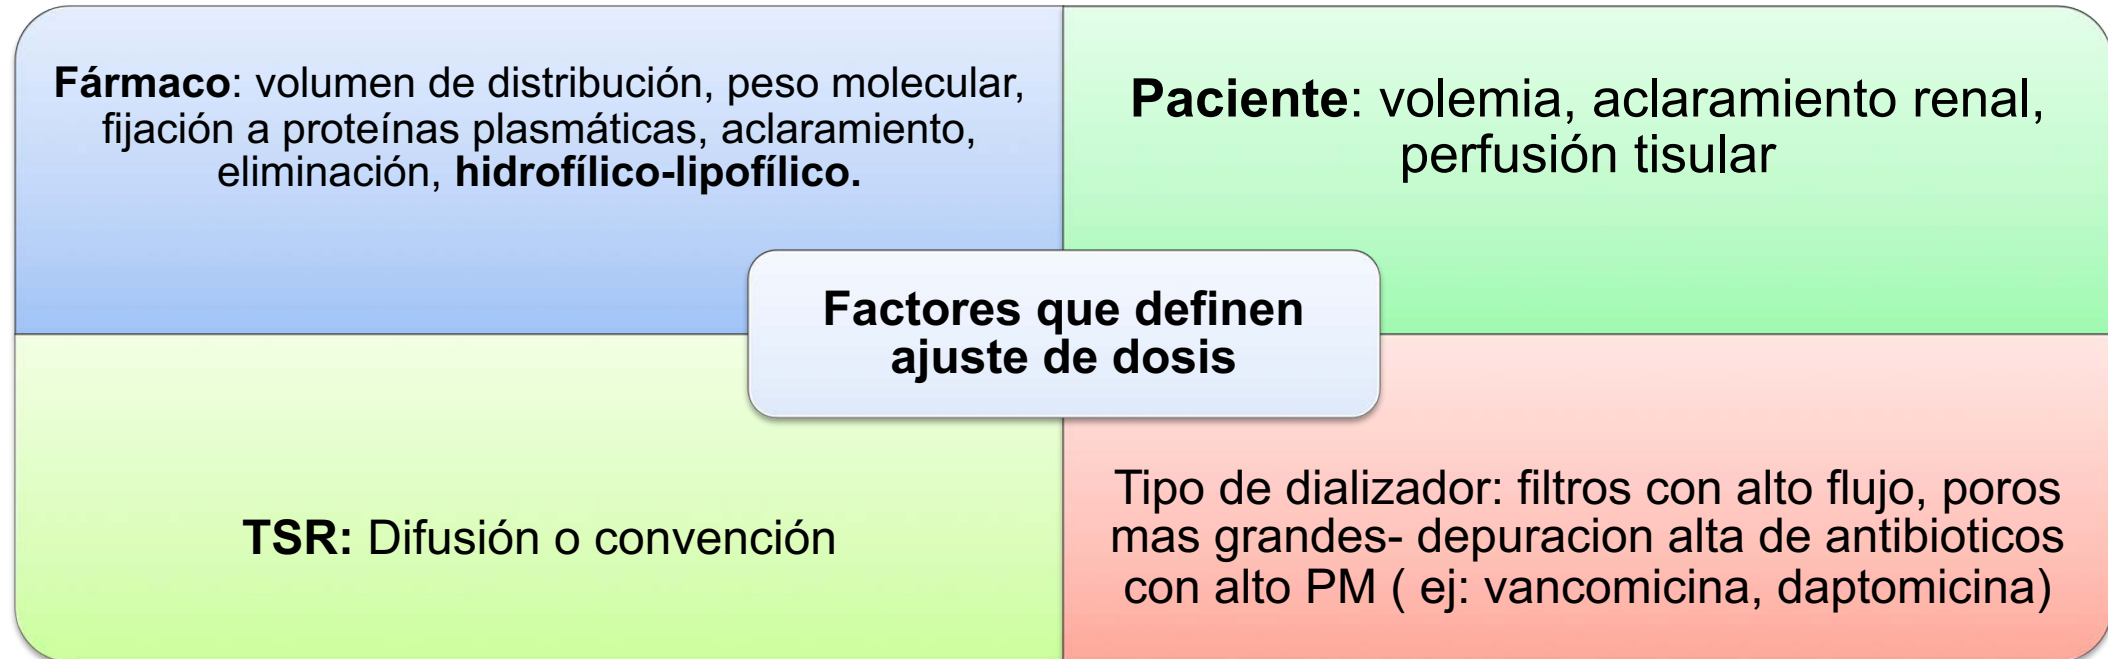 Fármaco: volumen de distribución, peso molecular,
fijación a proteínas plasmáticas, aclaramiento,
eliminación, hidrofílico-lipofílico.
Paciente: volemia, aclaramiento renal,
perfusión tisular
Factores que definen
ajuste de dosis
TSR: Difusión o convención
Tipo de dializador: filtros con alto flujo, poros
mas grandes- depuracion alta de antibioticos
con alto PM ( ej: vancomicina, daptomicina)